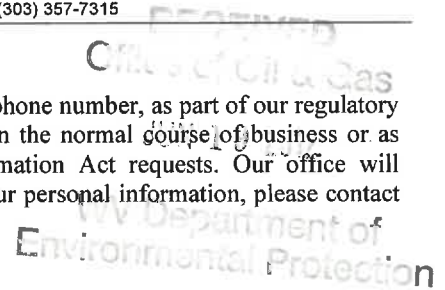 (303) 357-7315
RECEIVED
Office of Oil & Gas
phone number, as part of our regulatory
n the normal course of business or as
mation Act requests. Our office will
ur personal information, please contact
WV Department of
Environmental Protection